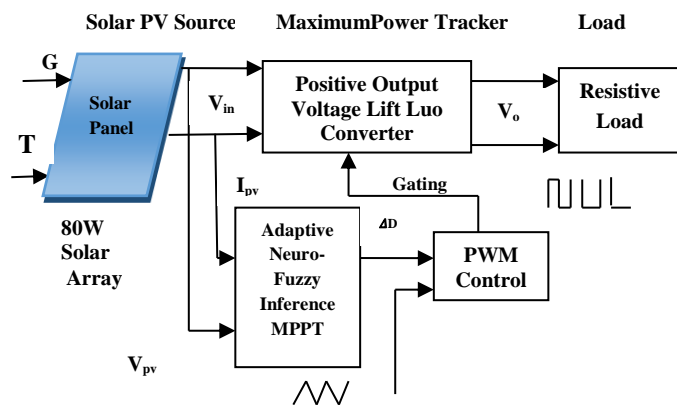 Solar PV Source
MaximumPower Tracker
Load
G
T
Solar
Panel
V_in
Positive Output
Voltage Lift Luo
Converter
V_o
Resistive
Load
I_pv
Gating
80W
Solar
Array
Adaptive
Neuro-
Fuzzy
Inference
MPPT
ΔD
PWM
Control
V_pv